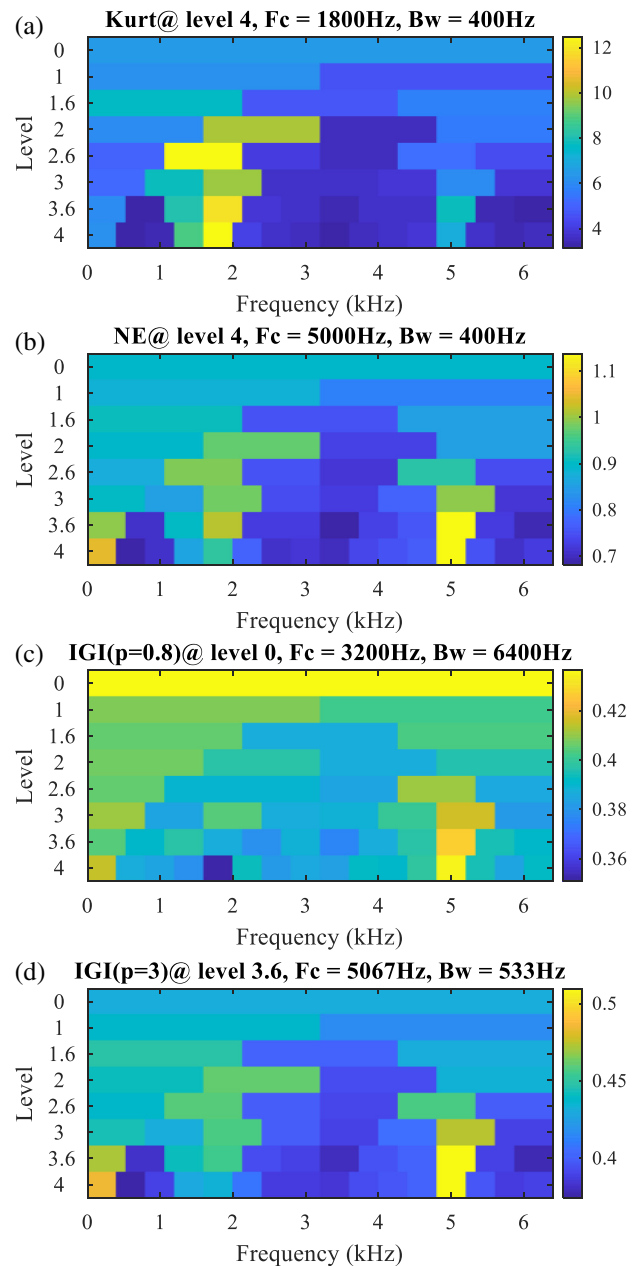 (a)
Kurt@ level 4, Fc = 1800Hz, Bw = 400Hz
0
1
1.6
2
2.6
3
3.6
4
Level
0 1 2 3 4 5 6
Frequency (kHz)
12
10
8
6
4
(b)
NE@ level 4, Fc = 5000Hz, Bw = 400Hz
0
1
1.6
2
2.6
3
3.6
4
Level
0 1 2 3 4 5 6
Frequency (kHz)
1.1
1
0.9
0.8
0.7
(c)
IGI(p=0.8)@ level 0, Fc = 3200Hz, Bw = 6400Hz
0
1
1.6
2
2.6
3
3.6
4
Level
0 1 2 3 4 5 6
Frequency (kHz)
0.42
0.4
0.38
0.36
(d)
IGI(p=3)@ level 3.6, Fc = 5067Hz, Bw = 533Hz
0
1
1.6
2
2.6
3
3.6
4
Level
0 1 2 3 4 5 6
Frequency (kHz)
0.5
0.45
0.4